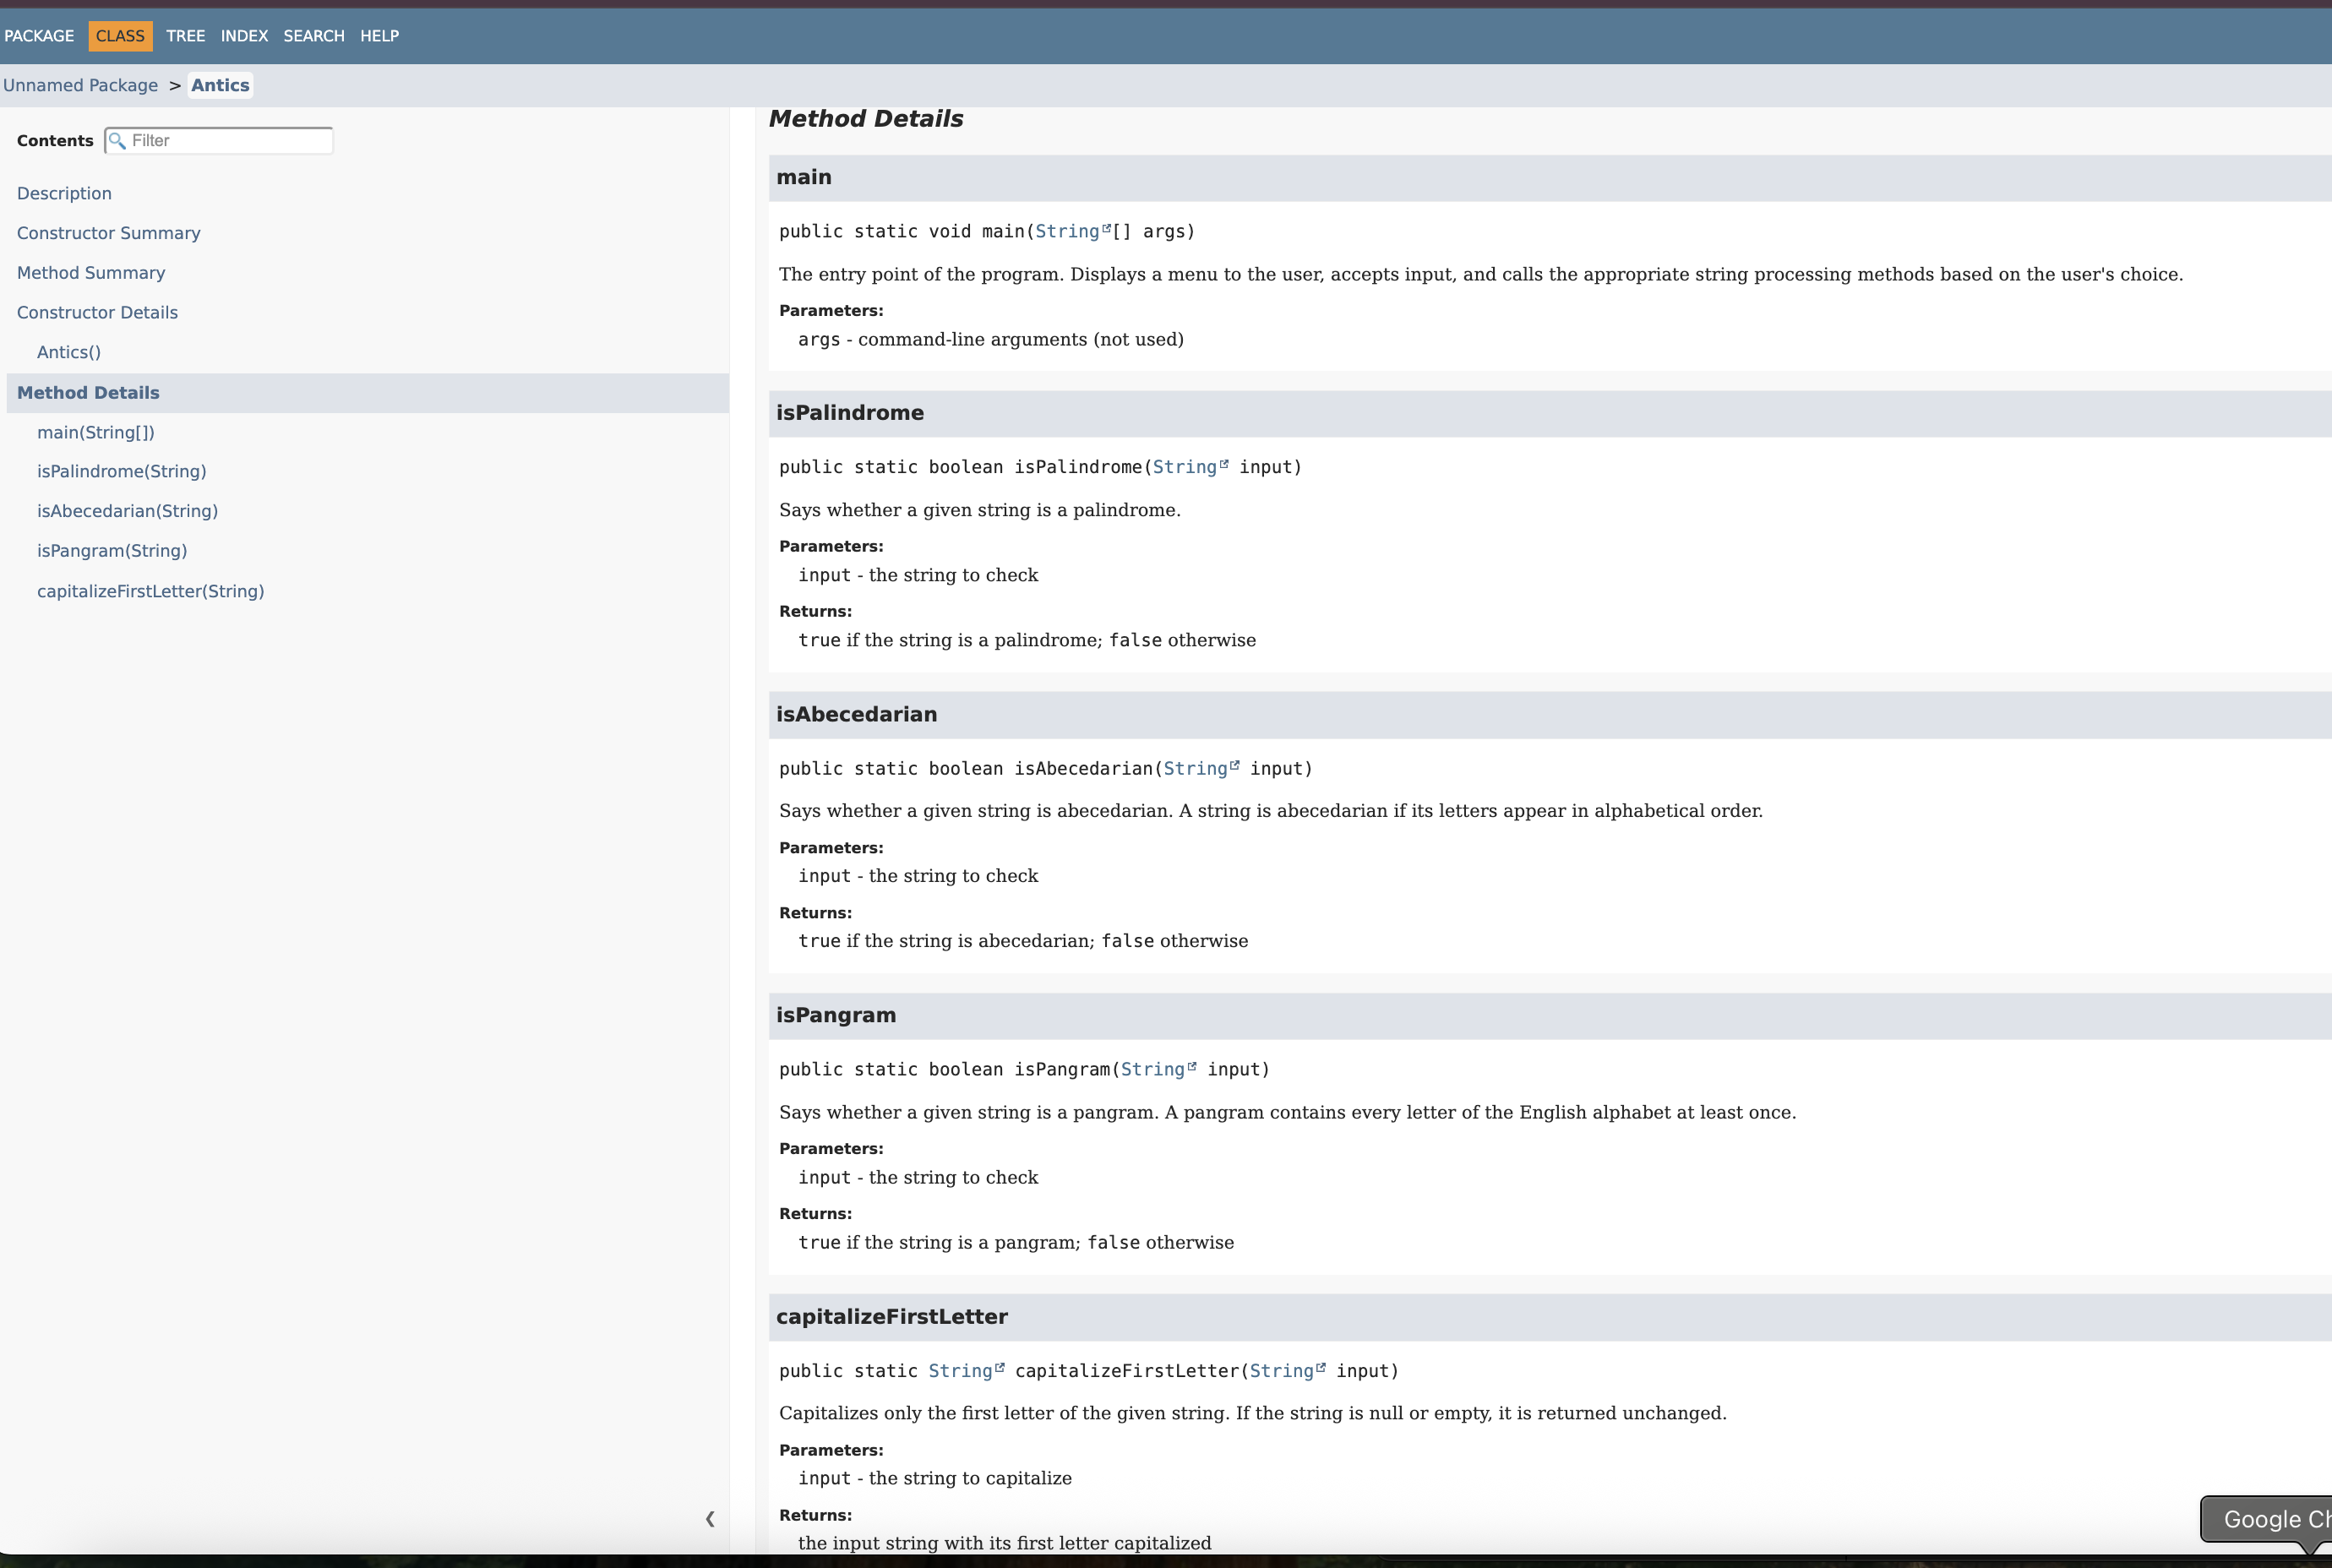 PACKAGE CLASS TREE INDEX SEARCH HELP
Unnamed Package > Antics
Contents Filter
Description
Constructor Summary
Method Summary
Constructor Details
Antics()
Method Details
main(String[])
isPalindrome(String)
isAbecedarian(String)
isPangram(String)
capitalizeFirstLetter(String)
Method Details
main
public static void main(String[] args)
The entry point of the program. Displays a menu to the user, accepts input, and calls the appropriate string processing methods based on the user's choice.
Parameters:
args - command-line arguments (not used)
isPalindrome
public static boolean isPalindrome(String input)
Says whether a given string is a palindrome.
Parameters:
input - the string to check
Returns:
true if the string is a palindrome; false otherwise
isAbecedarian
public static boolean isAbecedarian(String input)
Says whether a given string is abecedarian. A string is abecedarian if its letters appear in alphabetical order.
Parameters:
input - the string to check
Returns:
true if the string is abecedarian; false otherwise
isPangram
public static boolean isPangram(String input)
Says whether a given string is a pangram. A pangram contains every letter of the English alphabet at least once.
Parameters:
input - the string to check
Returns:
true if the string is a pangram; false otherwise
capitalizeFirstLetter
public static String capitalizeFirstLetter(String input)
Capitalizes only the first letter of the given string. If the string is null or empty, it is returned unchanged.
Parameters:
input - the string to capitalize
Returns:
the input string with its first letter capitalized
Google